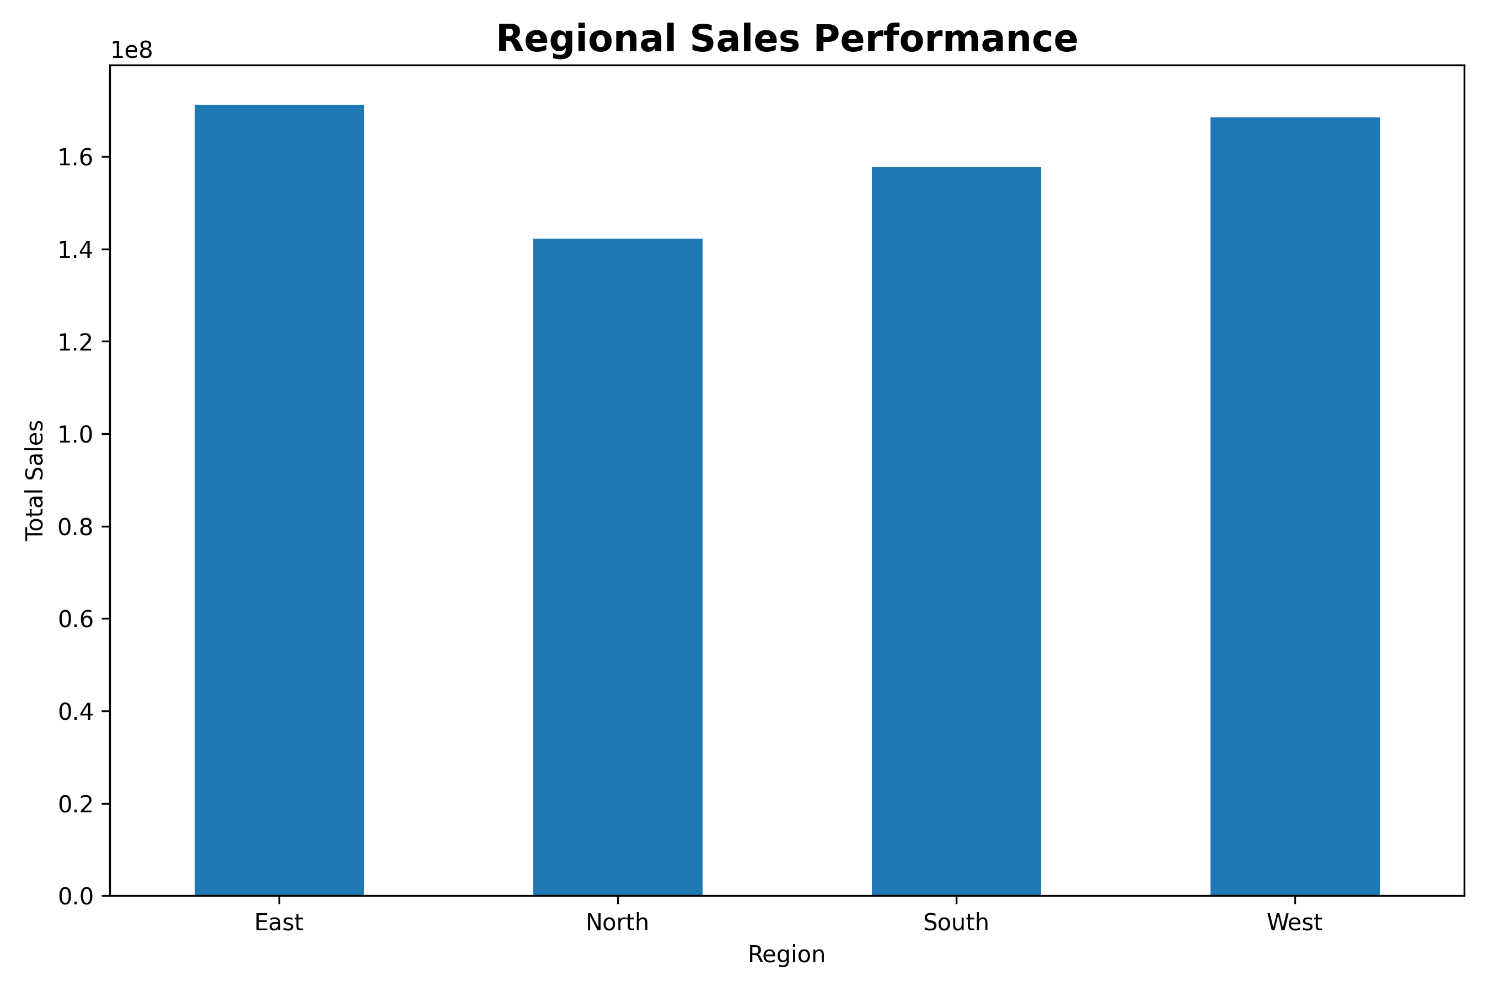 Regional Sales Performance
1e8
1.6
1.4
1.2
1.0
0.8
0.6
0.4
0.2
0.0
Total Sales
East North South West
Region